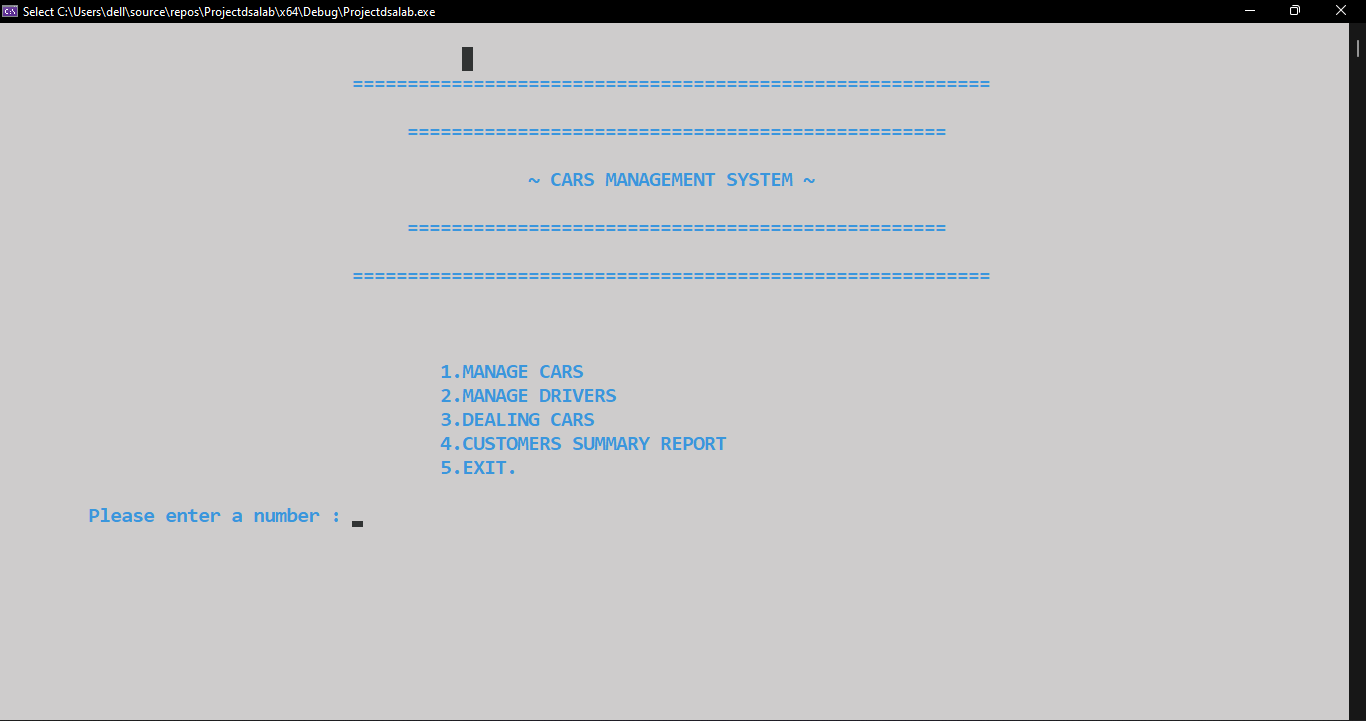 Select C:\Users\dell\source\repos\Projectdsalab\x64\Debug\Projectdsalab.exe
==========================================================
=================================================
~ CARS MANAGEMENT SYSTEM ~
=================================================
==========================================================
1.MANAGE CARS
2.MANAGE DRIVERS
3.DEALING CARS
4.CUSTOMERS SUMMARY REPORT
5.EXIT.
Please enter a number : _